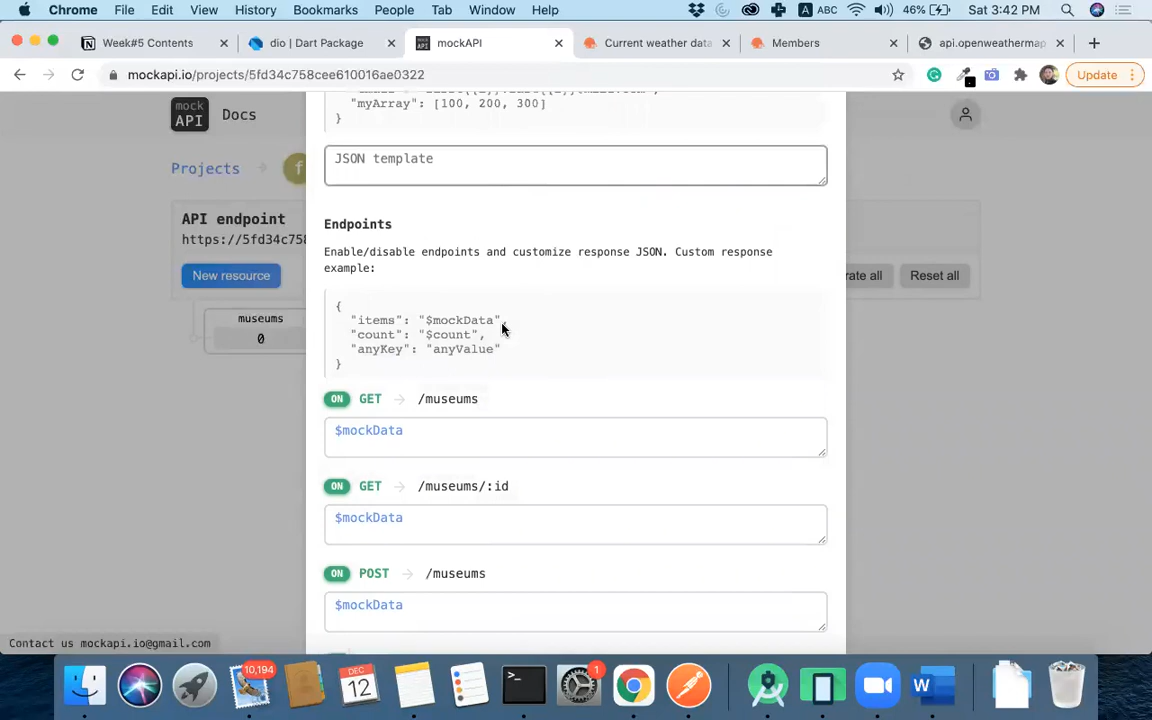 Chrome File Edit View History Bookmarks People Tab Window Help A ABC 46% Sat 3:42 PM
Week#5 Contents dio | Dart Package mockAPI Current weather data Members api.openweathermap
mockapi.io/projects/5fd34c758cee610016ae0322 Update
mock
API
Docs
"myArray": [100, 200, 300]
}
Projects f
JSON template
API endpoint
https://5fd34c758
New resource
museums
0
rate all Reset all
Endpoints
Enable/disable endpoints and customize response JSON. Custom response
example:
{
"items": "$mockData",
"count": "$count",
"anyKey": "anyValue"
}
ON GET /museums
$mockData
ON GET /museums/:id
$mockData
ON POST /museums
$mockData
Contact us mockapi.io@gmail.com
10,194
DEC
12
1
W